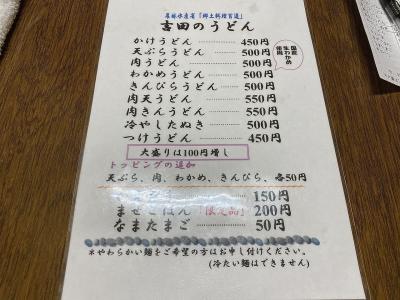 農林水産省「郷土料理百選」
吉田のうどん
かけうどん ………… 450円
天ぷらうどん ………… 500円
肉うどん ………… 500円
わかめうどん ………… 500円
きんぴらうどん ………… 500円
肉天うどん ………… 550円
肉きんうどん ………… 550円
冷やしたぬき ………… 500円
つけうどん ………… 450円
国産
生わかめ
使用
大盛りは100円増し
トッピングの追加
天ぷら、肉、わかめ、きんぴら、各50円
150円
まぜごはん「限定品」 200円
なまたまご ………… 50円
*やわらかい麺をご希望の方はお申し付けください。
(冷たい麺はできません)